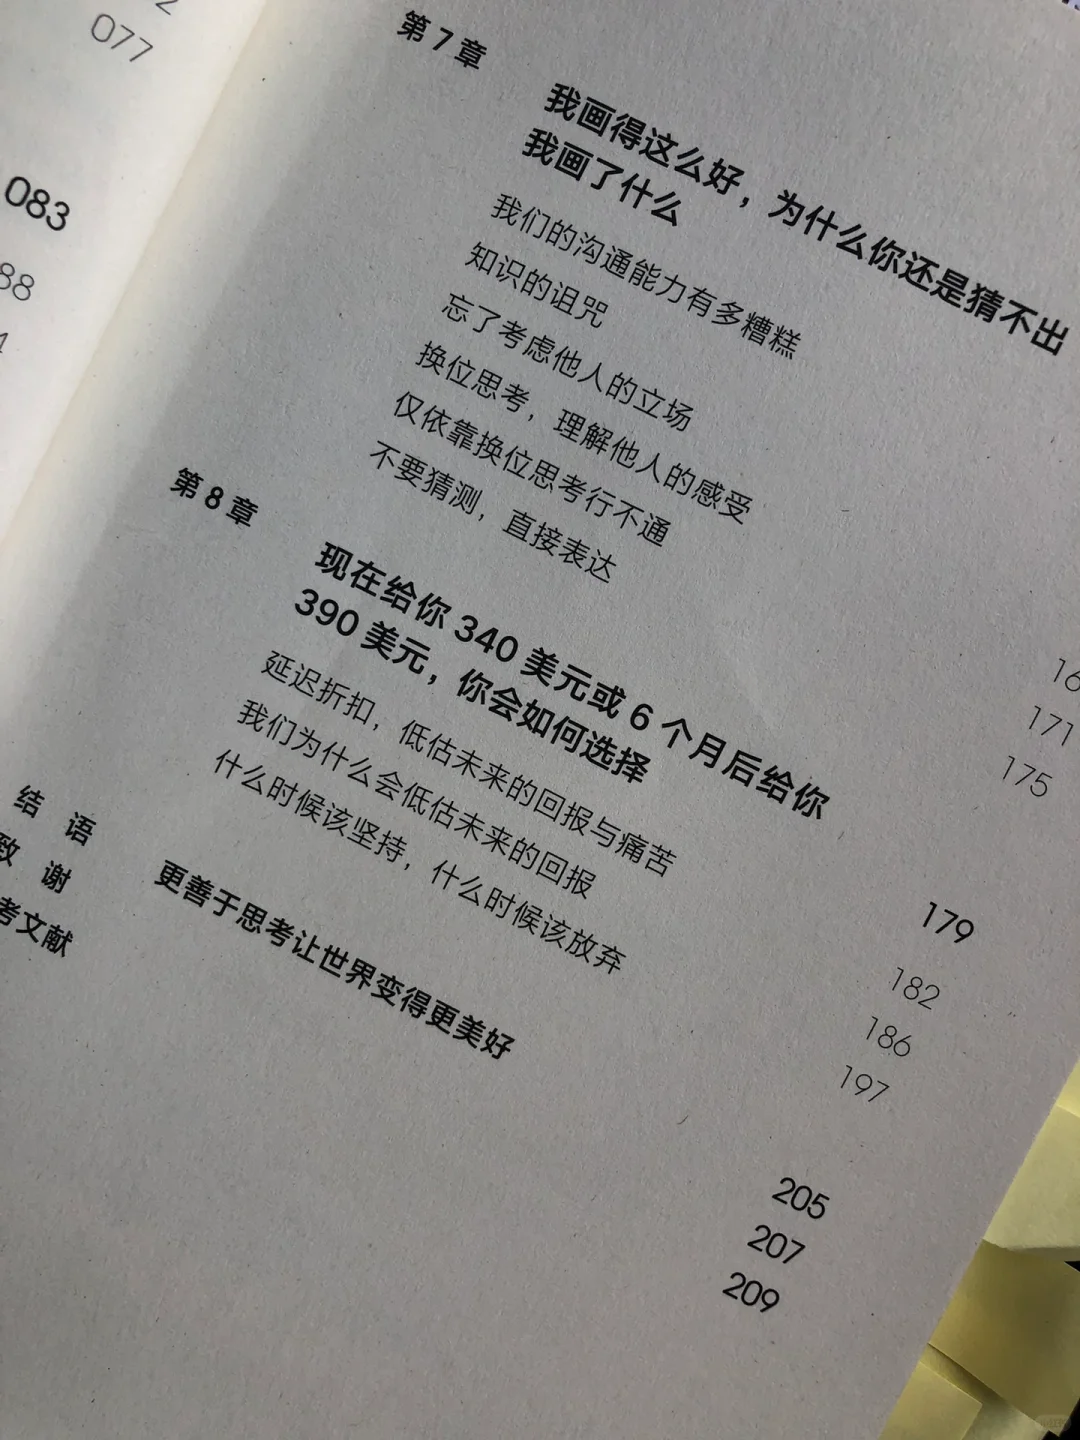 077
083
第 7 章
我画得这么好，为什么你还是猜不出
我画了什么
我们的沟通能力有多糟糕
知识的诅咒
忘了考虑他人的立场
换位思考，理解他人的感受
仅依靠换位思考行不通
171
不要猜测，直接表达
175
第 8 章
现在给你 340 美元或 6 个月后给你
390 美元，你会如何选择
179
延迟折扣，低估未来的回报与痛苦
182
我们为什么会低估未来的回报
186
什么时候该坚持，什么时候该放弃
197
结 语
更善于思考让世界变得更美好
205
致 谢
207
考文献
209